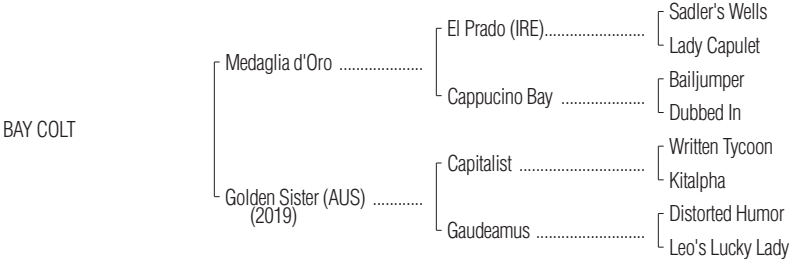 Sadler's Wells
El Prado (IRE)........................
Lady Capulet
Medaglia d'Oro ........................
Bailjumper
Cappucino Bay ........................
Dubbed In
BAY COLT
Written Tycoon
Capitalist ....................................
Kitalpha
Golden Sister (AUS) ..............
(2019)
Distorted Humor
Gaudeamus ................................
Leo's Lucky Lady